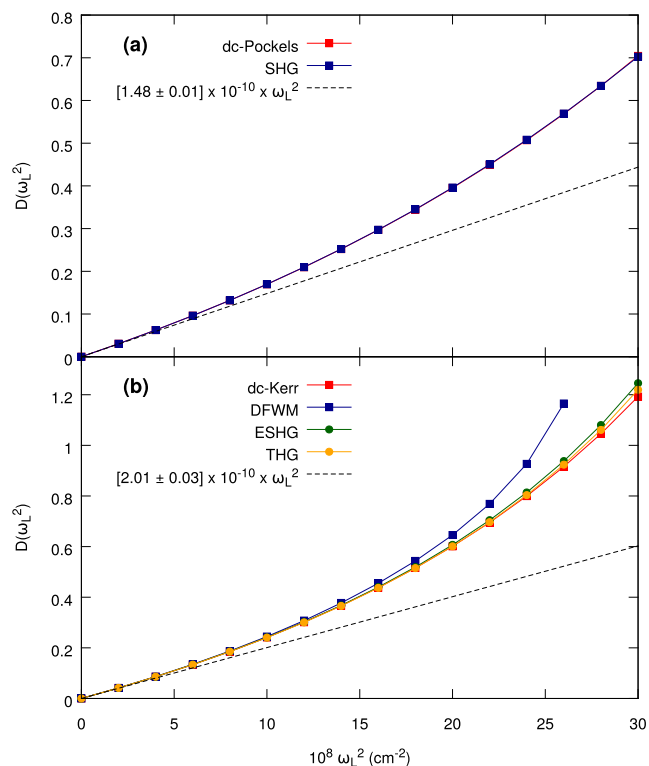 0.8
0.7
0.6
0.5
0.4
0.3
0.2
0.1
0
D(ω_L²)
(a)
dc-Pockels
SHG
[1.48 ± 0.01] x 10⁻¹⁰ x ω_L²
1.2
1
0.8
0.6
0.4
0.2
0
D(ω_L²)
(b)
dc-Kerr
DFWM
ESHG
THG
[2.01 ± 0.03] x 10⁻¹⁰ x ω_L²
0 5 10 15 20 25 30
10⁸ ω_L² (cm⁻²)